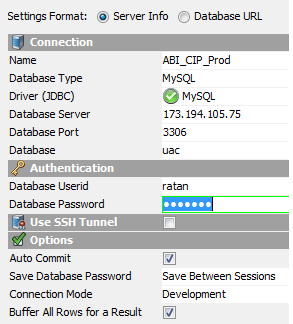 Settings Format: Server Info Database URL
Connection
Name ABI_CIP_Prod
Database Type MySQL
Driver (JDBC) MySQL
Database Server 173.194.105.75
Database Port 3306
Database uac
Authentication
Database Userid ratan
Database Password •••••••
Use SSH Tunnel
Options
Auto Commit
Save Database Password Save Between Sessions
Connection Mode Development
Buffer All Rows for a Result